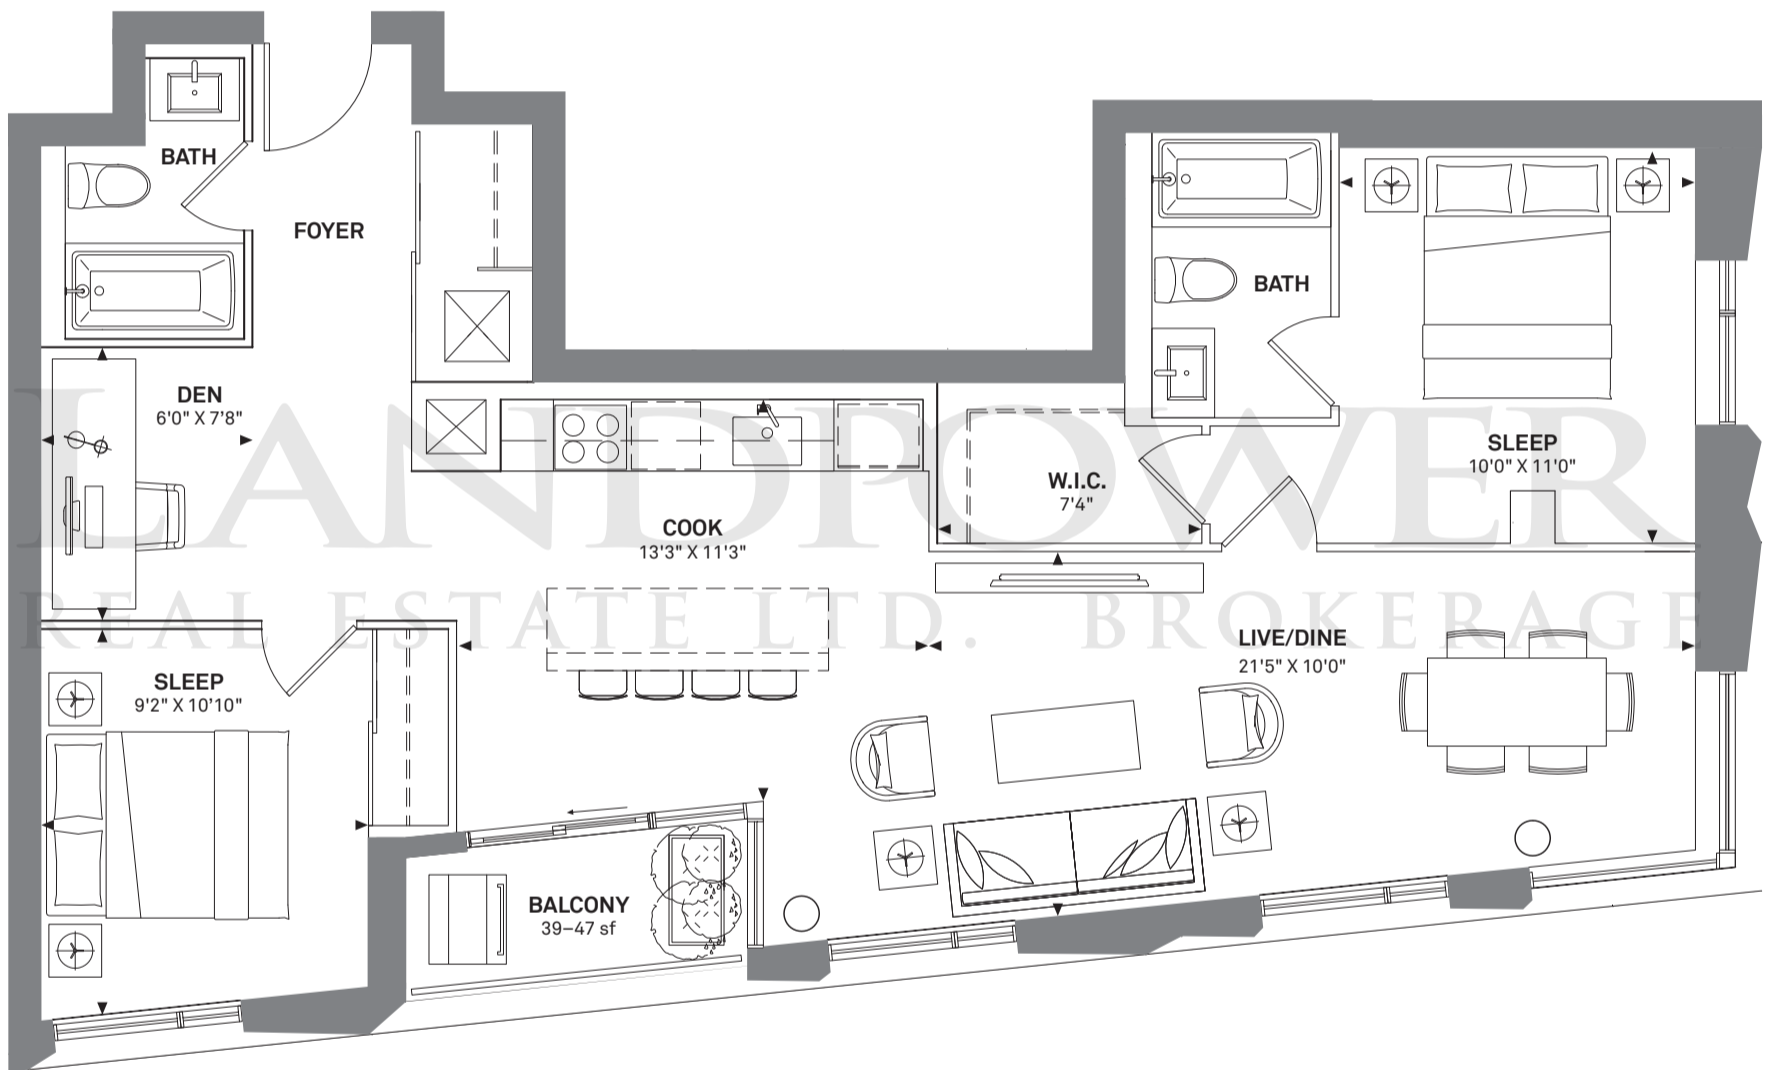 BATH
FOYER
BATH
DEN
6'0" X 7'8"
SLEEP
10'0" X 11'0"
W.I.C.
7'4"
COOK
13'3" X 11'3"
LANDPOWER
REAL ESTATE LTD. BROKERAGE
LIVE/DINE
21'5" X 10'0"
SLEEP
9'2" X 10'10"
BALCONY
39–47 sf